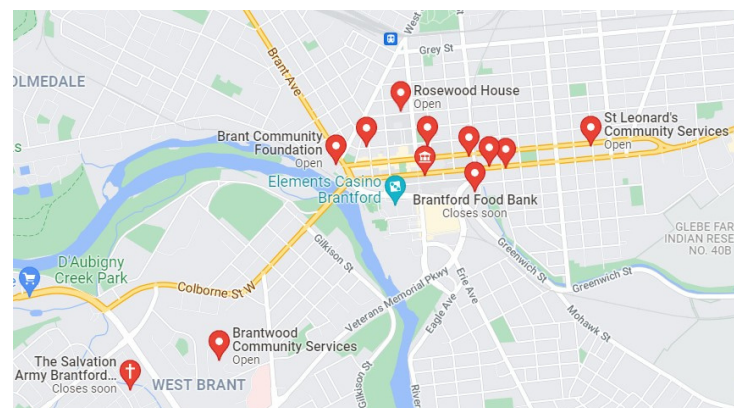 West
Grey St
Brant Ave
OLMEDALE
Rosewood House
Open
St Leonard's
Community Services
Open
Brant Community
Foundation
Open
S
Elements Casino
Brantford
Brantford Food Bank
Closes soon
GLEBE FAR
INDIAN RESE
NO. 40B
D'Aubigny
Creek Park
Gilkison St
Greenwich St
Greenwich St
Colborne St W
Veterans Memorial Pkwy
Erie Ave
Eagle Ave
Mohawk St
Brantwood
Community Services
Open
The Salvation
Army Brantford...
Closes soon
WEST BRANT
Gilkison St
River